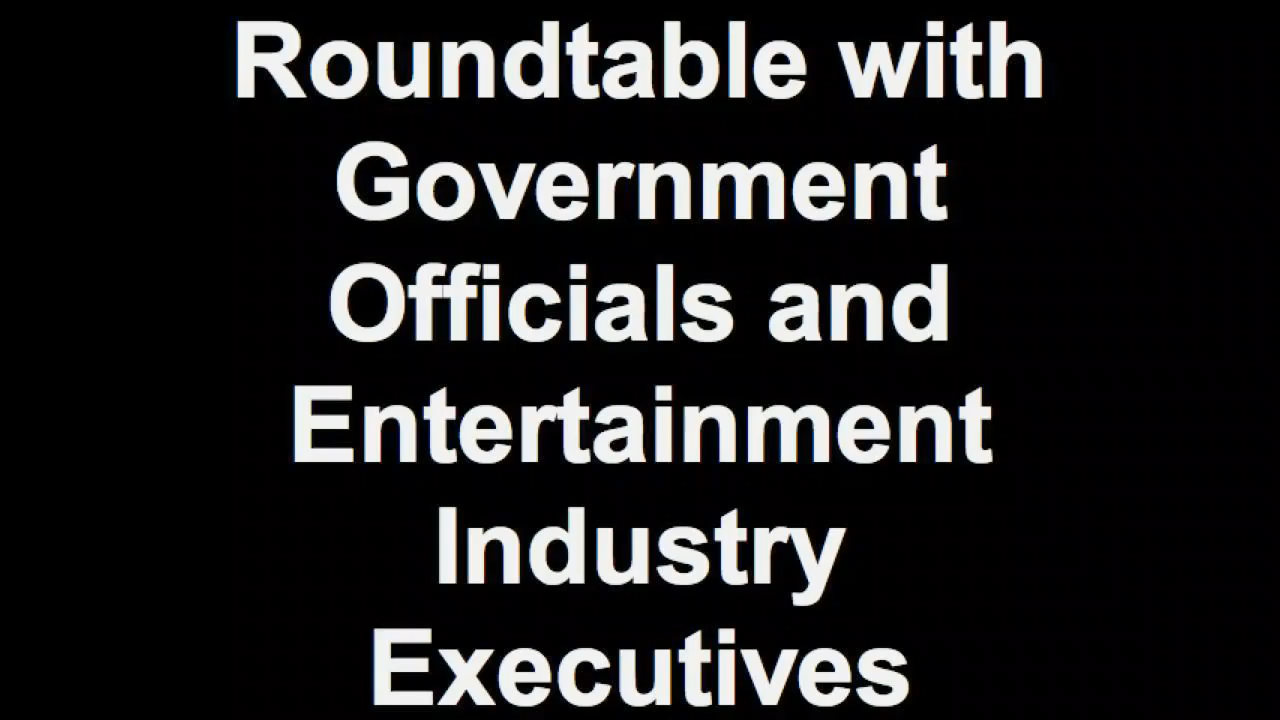 Roundtable with
Government
Officials and
Entertainment
Industry
Executives